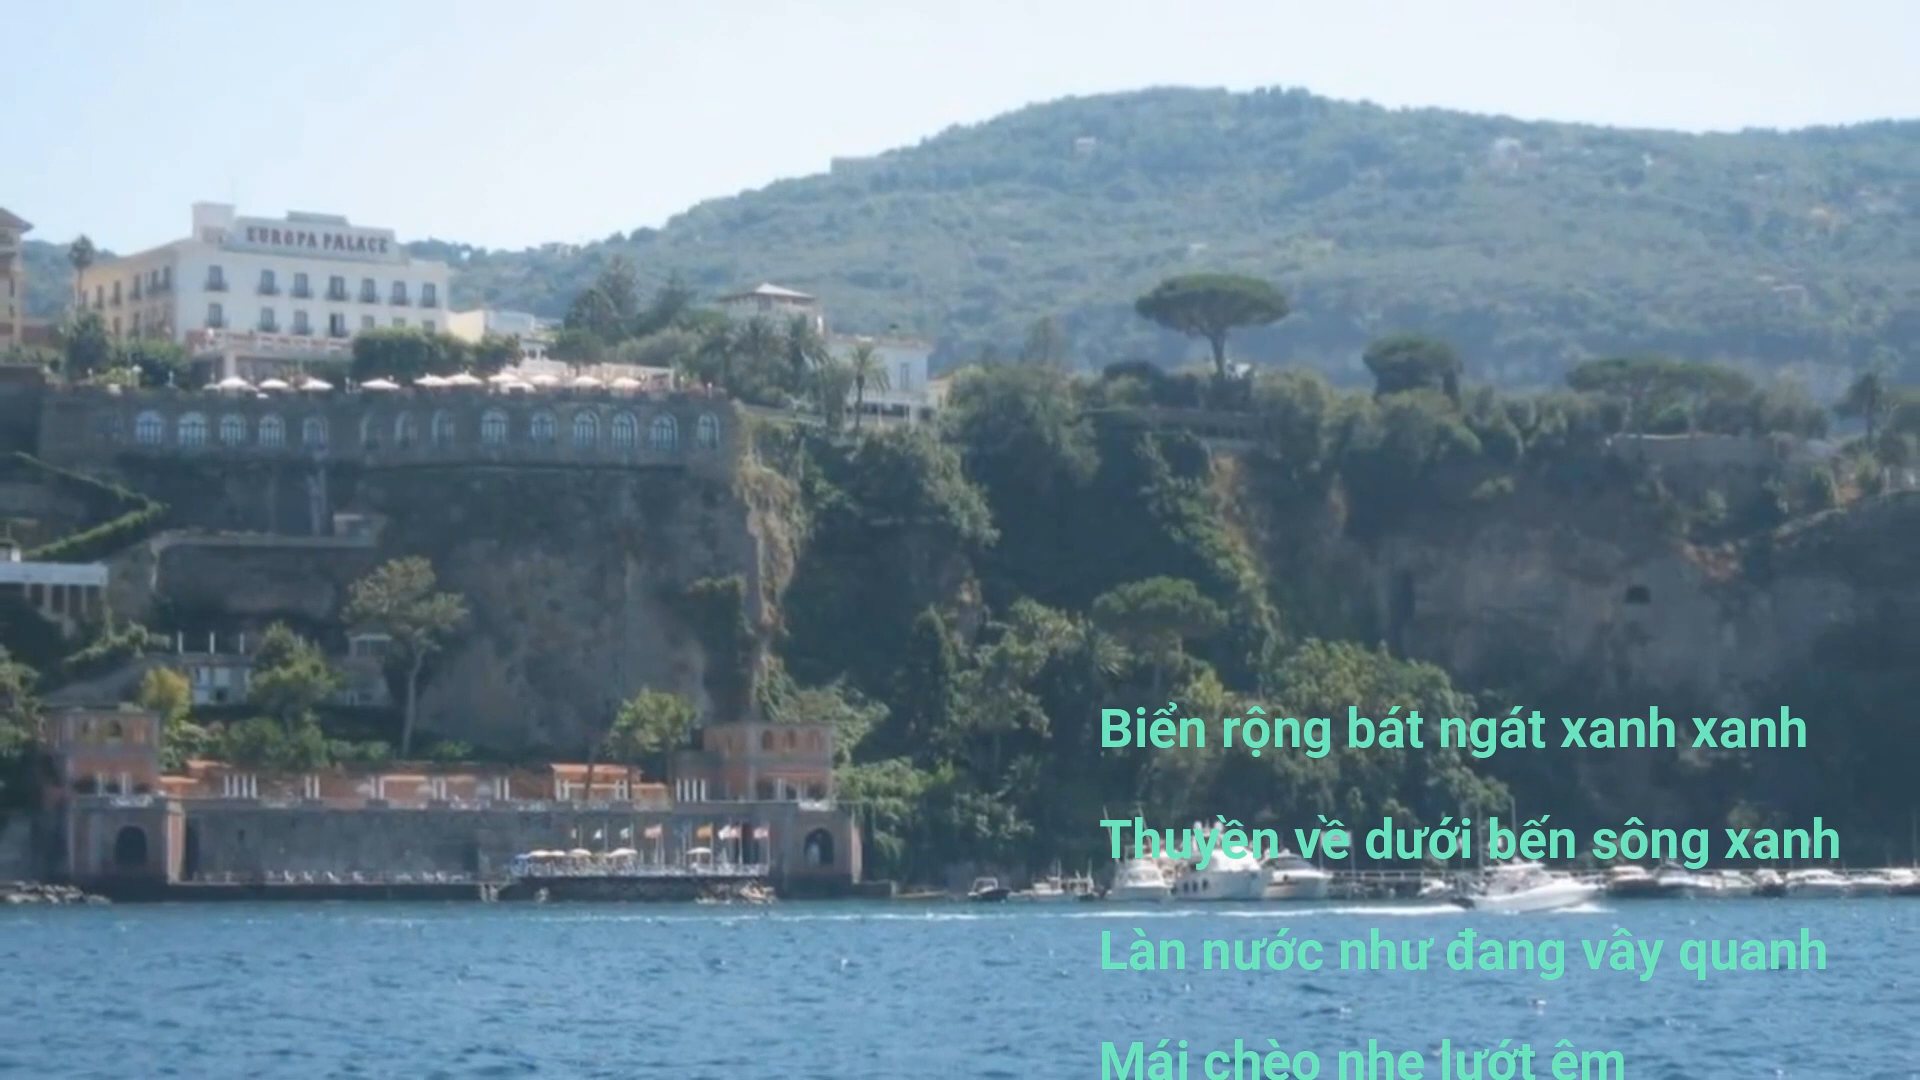 EUROPA PALACE
Biển rộng bát ngát xanh xanh
Thuyền về dưới bến sông xanh
Làn nước như đang vây quanh
Mái chèo nhẹ lướt êm